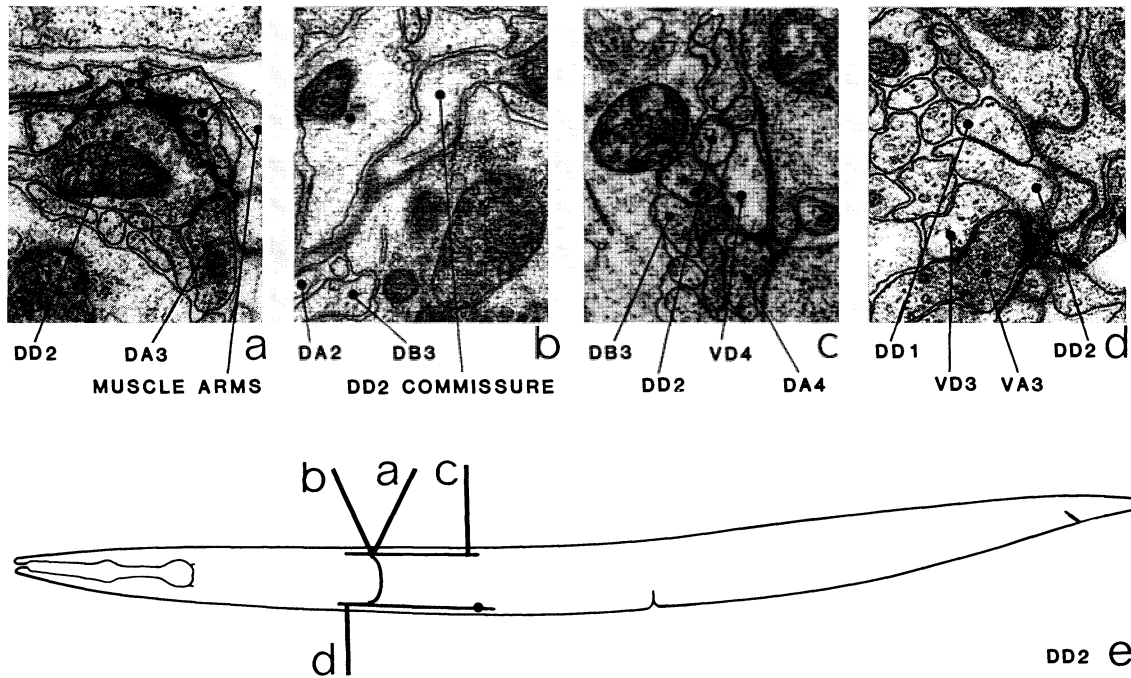 DD2 DA3 a
MUSCLE ARMS
DA2 DB3 b
DD2 COMMISSURE
DB3 VD4 c
DD2 DA4
DD1 DD2 d
VD3 VA3
b a c
d
DD2 e